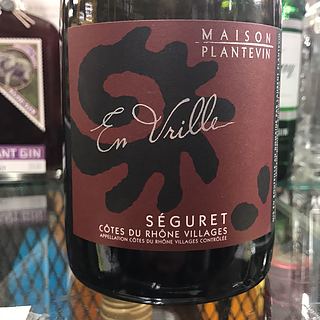 MAISON
PLANTEVIN
En Vrille
SÉGURET
CÔTES DU RHÔNE VILLAGES
APPELLATION CÔTES DU RHÔNE VILLAGES CONTRÔLÉE
ANT GIN